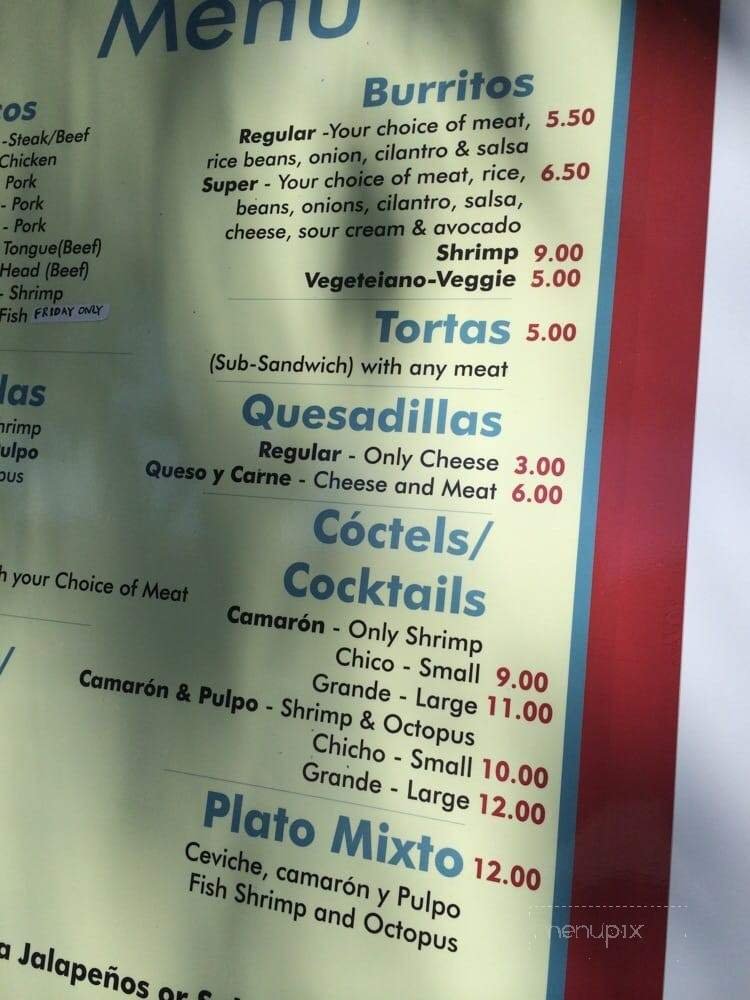 Menu
-Steak/Beef
Chicken
Pork
- Pork
- Pork
Tongue(Beef)
Head (Beef)
- Shrimp
Fish FRIDAY ONLY
your Choice of Meat
Burritos
Regular -Your choice of meat, 5.50
rice beans, onion, cilantro & salsa
Super - Your choice of meat, rice, 6.50
beans, onions, cilantro, salsa,
cheese, sour cream & avocado
Shrimp 9.00
Vegeteiano-Veggie 5.00
Tortas 5.00
(Sub-Sandwich) with any meat
Quesadillas
Regular - Only Cheese 3.00
Queso y Carne - Cheese and Meat 6.00
Cóctels/
Cocktails
Camarón - Only Shrimp
Chico - Small 9.00
Grande - Large 11.00
Camarón & Pulpo - Shrimp & Octopus
Chicho - Small 10.00
Grande - Large 12.00
Plato Mixto 12.00
Ceviche, camarón y Pulpo
Fish Shrimp and Octopus
a Jalapeños or
menupix